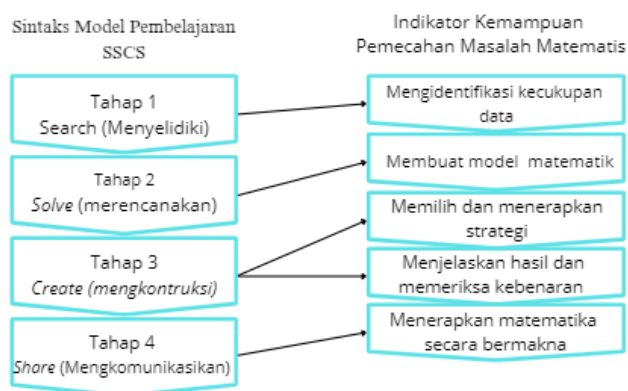 Sintaks Model Pembelajaran
SSCS
Tahap 1
Search (Menyelidiki)
Tahap 2
Solve (merencanakan)
Tahap 3
Create (mengkontruksi)
Tahap 4
Share (Mengkomunikasikan)
Indikator Kemampuan
Pemecahan Masalah Matematis
Mengidentifikasi kecukupan
data
Membuat model matematik
Memilih dan menerapkan
strategi
Menjelaskan hasil dan
memeriksa kebenaran
Menerapkan matematika
secara bermakna